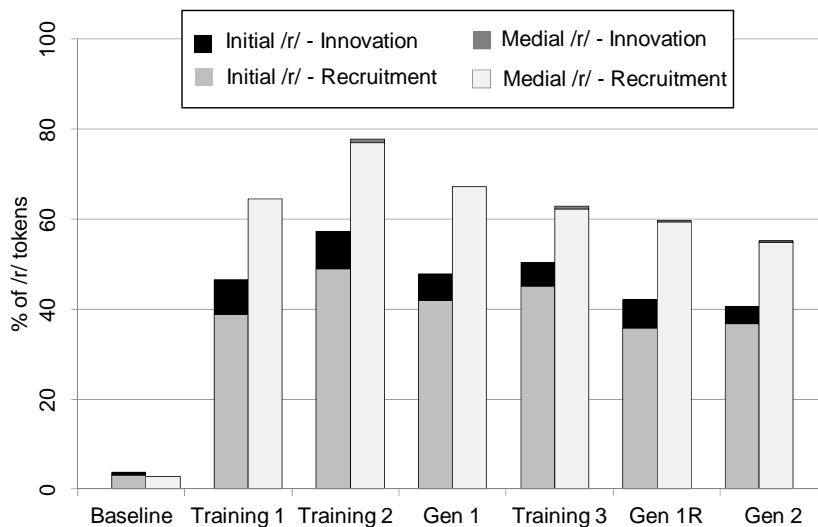 100
80
60
40
20
0
% of /r/ tokens
Initial /r/ - Innovation
Medial /r/ - Innovation
Initial /r/ - Recruitment
Medial /r/ - Recruitment
Baseline Training 1 Training 2 Gen 1 Training 3 Gen 1R Gen 2